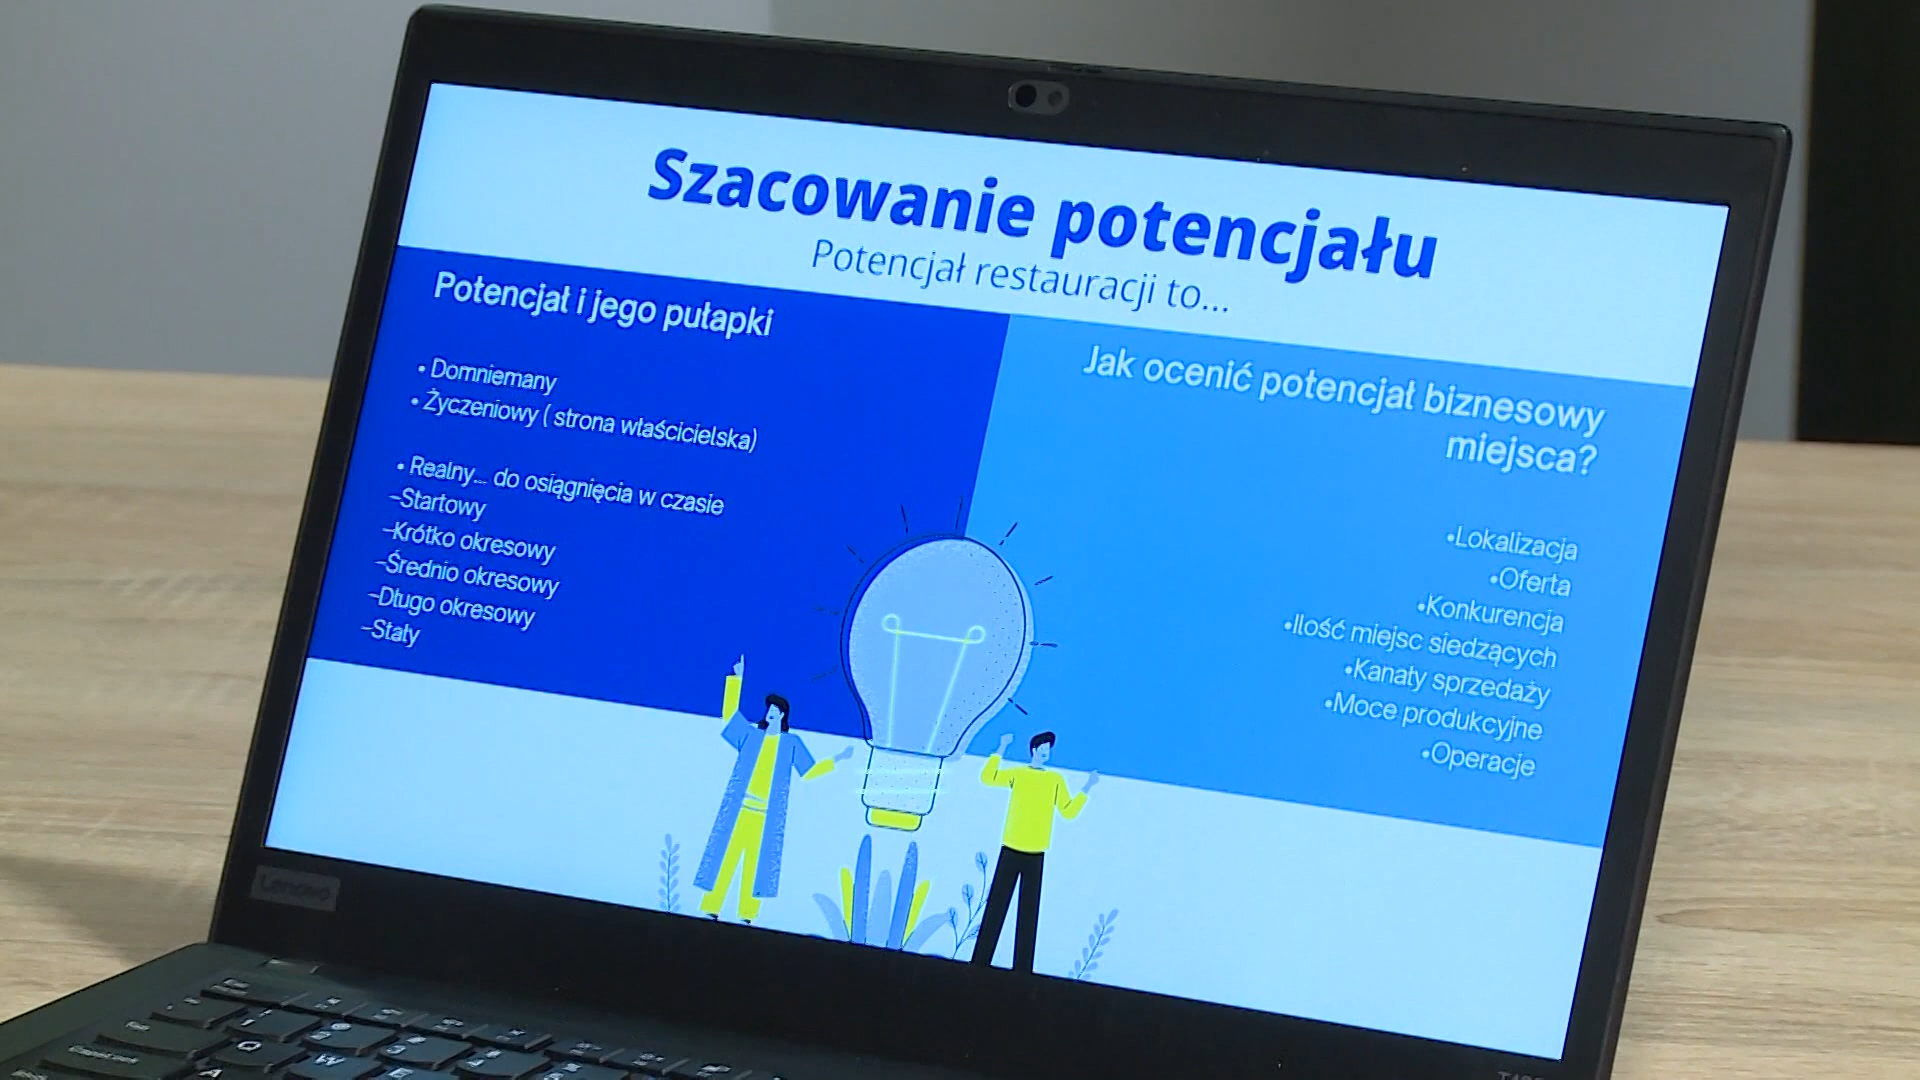 Szacowanie potencjału
Potencjał restauracji to...
Potencjał i jego pułapki
• Domniemany
• Życzeniowy ( strona właścicielska)
• Realny... do osiągnięcia w czasie
–Startowy
–Krótko okresowy
–Średnio okresowy
–Długo okresowy
–Stały
Jak ocenić potencjał biznesowy
miejsca?
•Lokalizacja
•Oferta
•Konkurencja
•Ilość miejsc siedzących
•Kanały sprzedaży
•Moce produkcyjne
•Operacje
Lenovo
Q W E
A